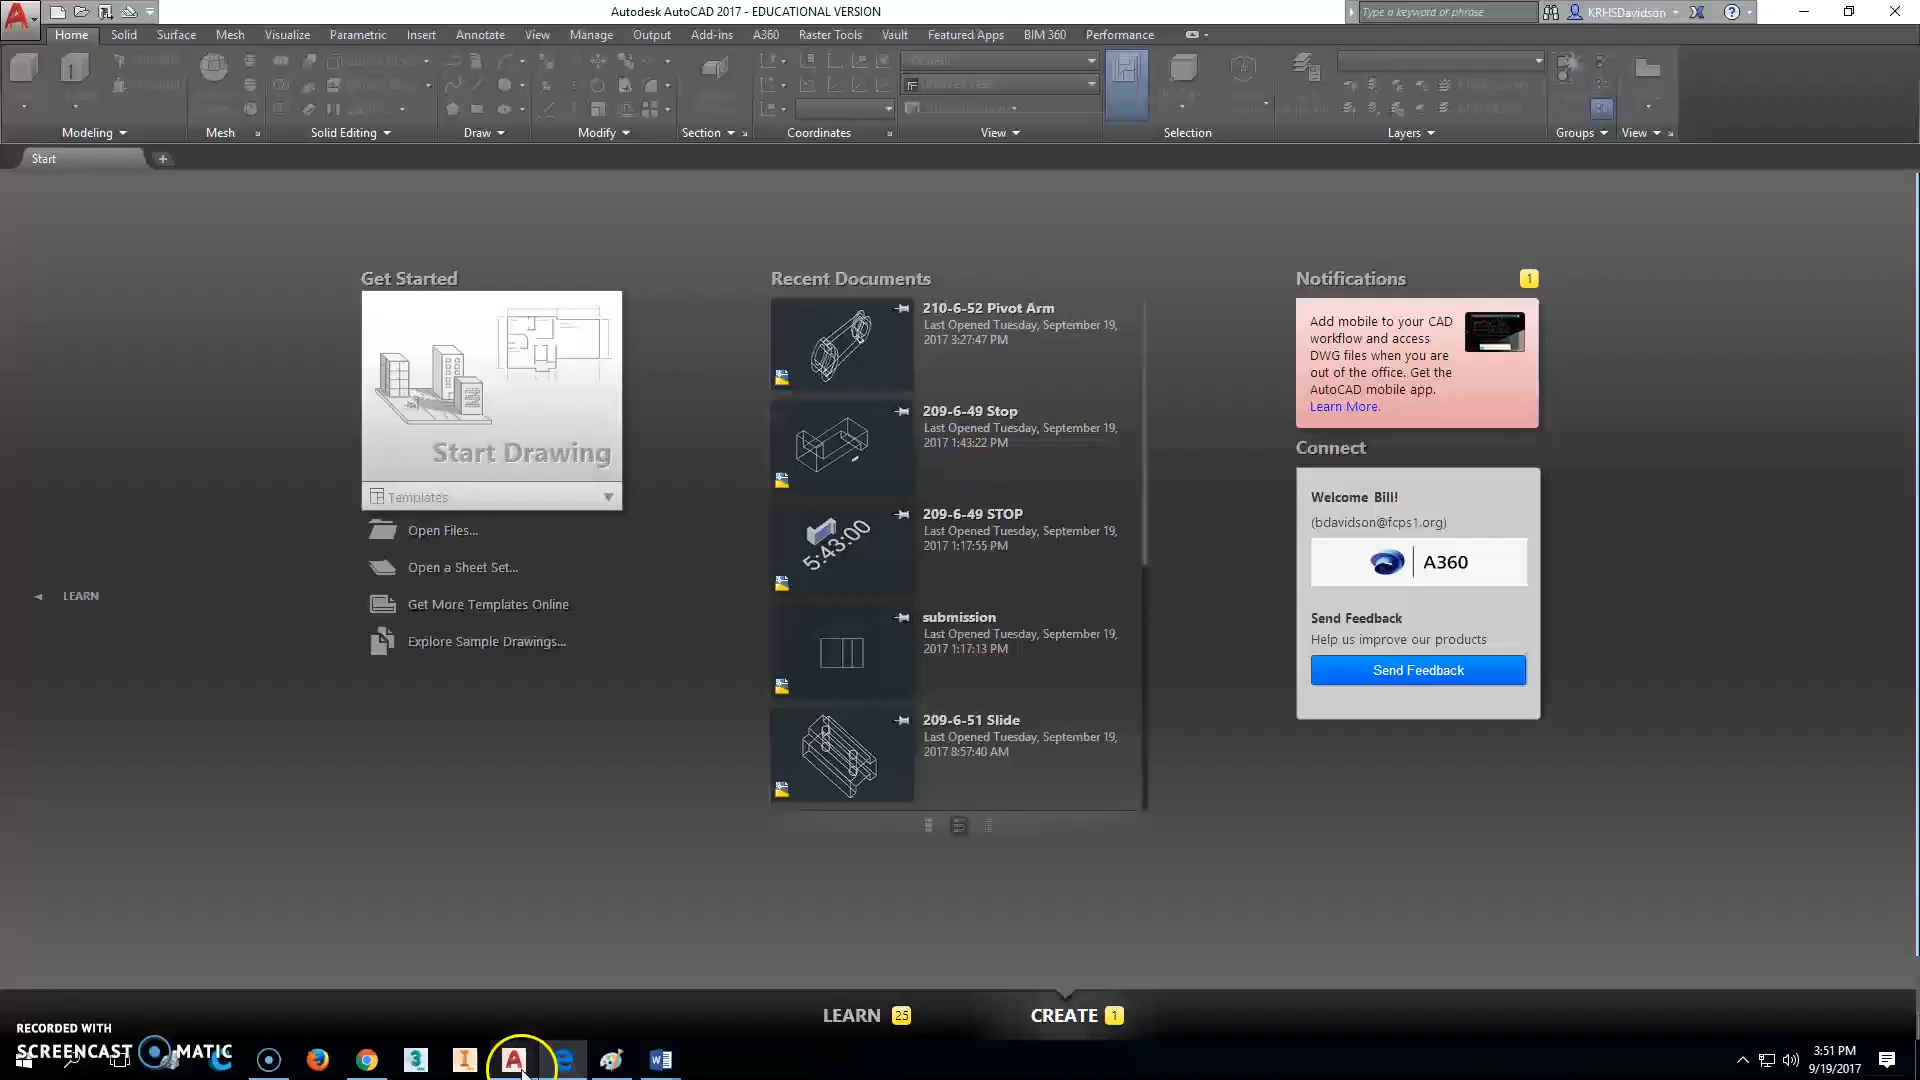 Autodesk AutoCAD 2017 - EDUCATIONAL VERSION
Type a keyword or phrase
KRHSDavidson
Home Solid Surface Mesh Visualize Parametric Insert Annotate View Manage Output Add-ins A360 Raster Tools Vault Featured Apps BIM 360 Performance
Modeling Mesh Solid Editing Draw Modify Section Coordinates View Selection Layers Groups View
Start
Get Started
Start Drawing
Templates
Open Files...
Open a Sheet Set...
Get More Templates Online
Explore Sample Drawings...
LEARN
Recent Documents
210-6-52 Pivot Arm
Last Opened Tuesday, September 19,
2017 3:27:47 PM
209-6-49 Stop
Last Opened Tuesday, September 19,
2017 1:43:22 PM
5:43:00
209-6-49 STOP
Last Opened Tuesday, September 19,
2017 1:17:55 PM
submission
Last Opened Tuesday, September 19,
2017 1:17:13 PM
209-6-51 Slide
Last Opened Tuesday, September 19,
2017 8:57:40 AM
Notifications 1
Add mobile to your CAD
workflow and access
DWG files when you are
out of the office. Get the
AutoCAD mobile app.
Learn More.
Connect
Welcome Bill!
(bdavidson@fcps1.org)
A360
Send Feedback
Help us improve our products
Send Feedback
LEARN 25
CREATE 1
RECORDED WITH
SCREENCAST MATIC
3:51 PM
9/19/2017